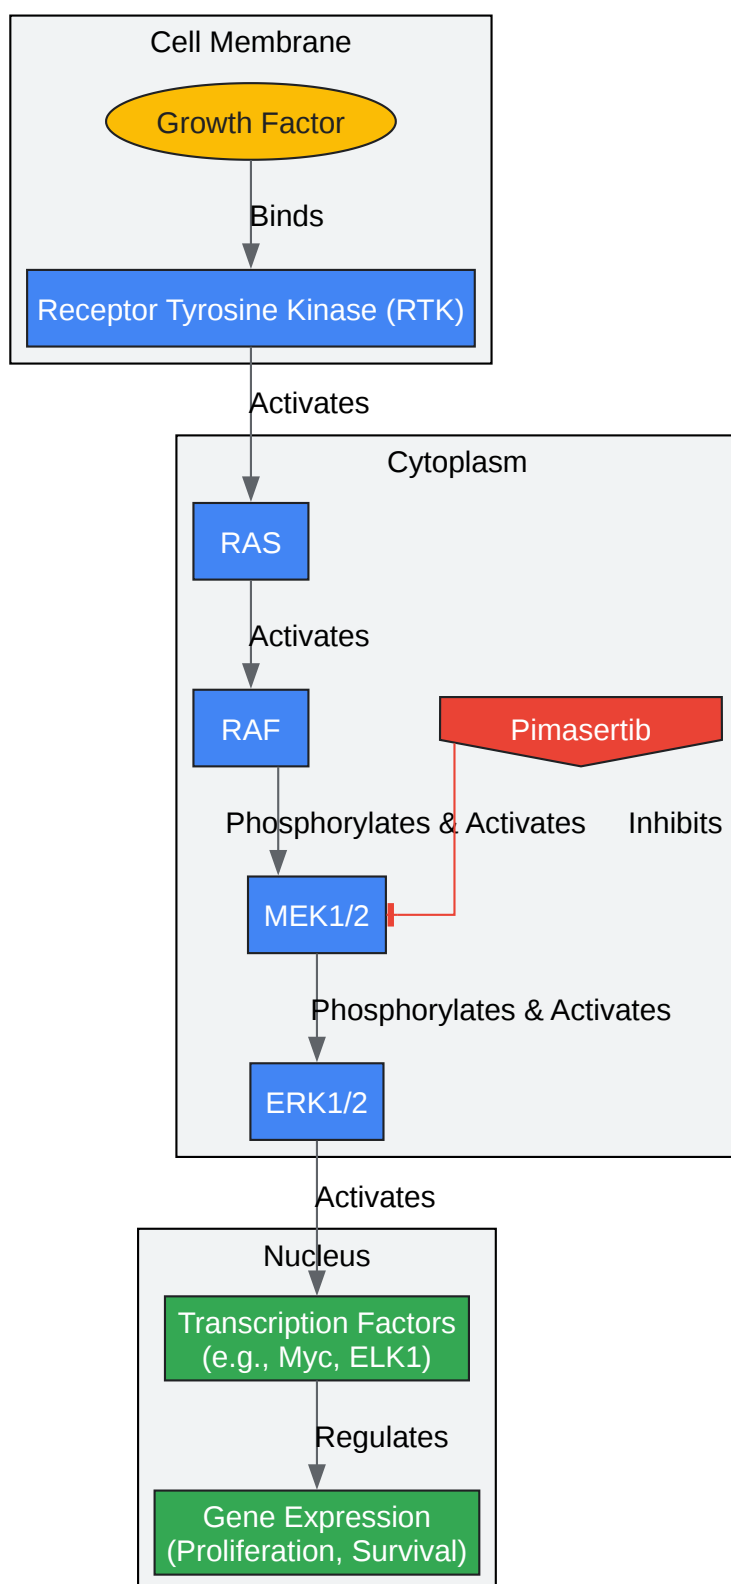 Cell Membrane
Growth Factor
Binds
Receptor Tyrosine Kinase (RTK)
Activates
Cytoplasm
RAS
Activates
RAF
Pimasertib
Phosphorylates & Activates
Inhibits
MEK1/2
Phosphorylates & Activates
ERK1/2
Activates
Nucleus
Transcription Factors
(e.g., Myc, ELK1)
Regulates
Gene Expression
(Proliferation, Survival)